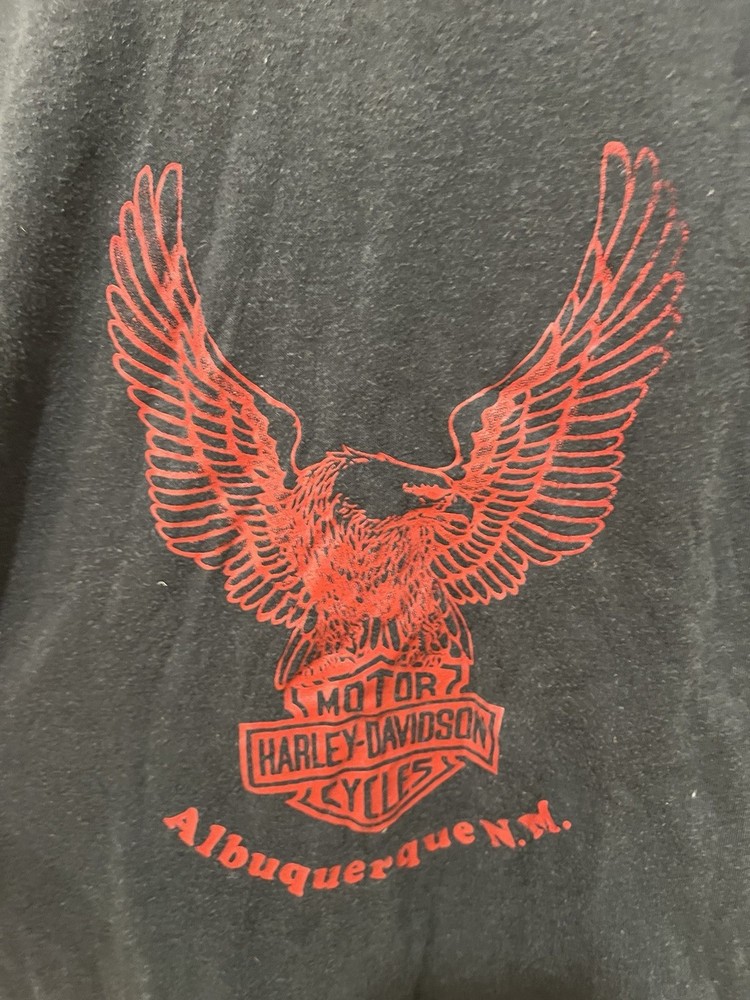 MOTOR
HARLEY-DAVIDSON
CYCLES
Albuquerque N.M.